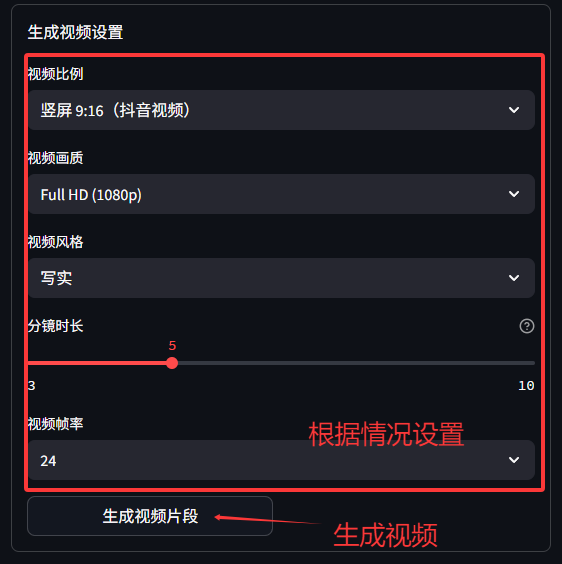 生成视频设置
视频比例
竖屏 9:16（抖音视频）
视频画质
Full HD (1080p)
视频风格
写实
分镜时长
5
3
10
视频帧率
根据情况设置
24
生成视频片段
生成视频